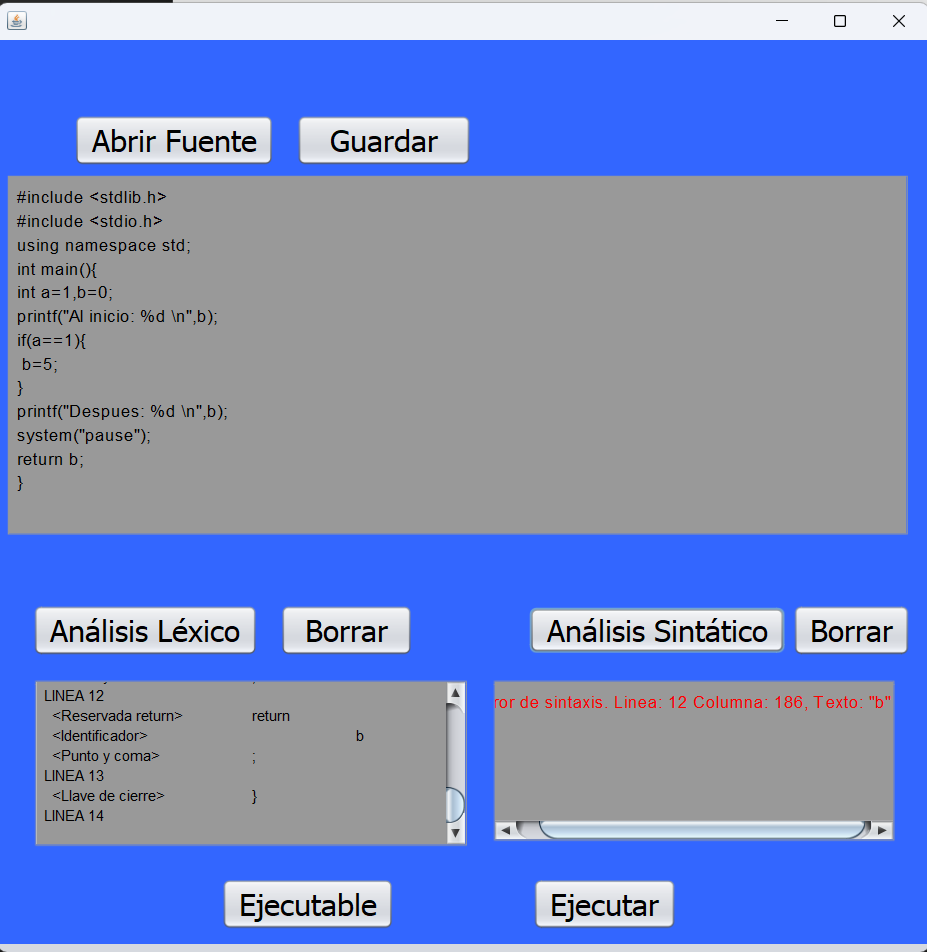 Abrir Fuente Guardar
#include <stdlib.h>
#include <stdio.h>
using namespace std;
int main(){
int a=1,b=0;
printf("Al inicio: %d \n",b);
if(a==1){
b=5;
}
printf("Despues: %d \n",b);
system("pause");
return b;
}
Análisis Léxico Borrar
Análisis Sintático Borrar
LINEA 12
<Reservada return> return
<Identificador> b
<Punto y coma> ;
LINEA 13
<Llave de cierre> }
LINEA 14
ror de sintaxis. Linea: 12 Columna: 186, Texto: "b"
Ejecutable Ejecutar